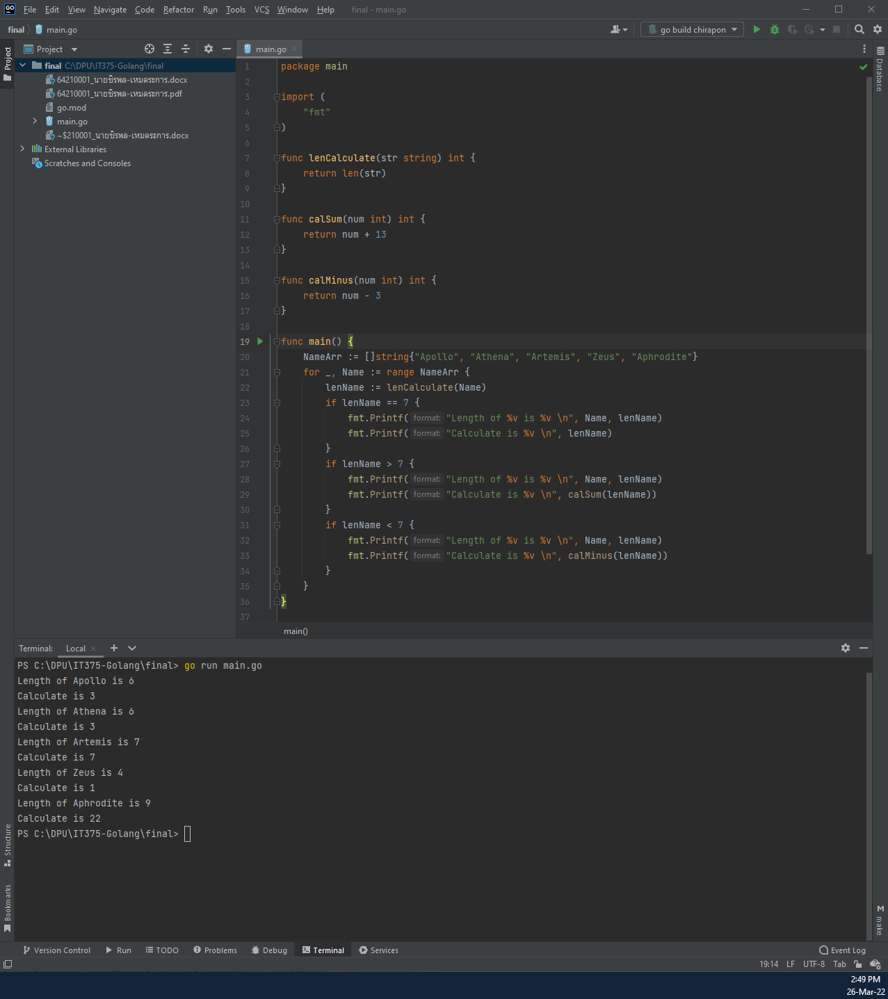 GO File Edit View Navigate Code Refactor Run Tools VCS Window Help final - main.go
final main.go go build chirapon
Project
Project
main.go
Database
final C:\DPU\IT375-Golang\final
64210001_นายชิรพล-เหมตระการ.docx
64210001_นายชิรพล-เหมตระการ.pdf
go.mod
main.go
~$210001_นายชิรพล-เหมตระการ.docx
External Libraries
Scratches and Consoles
1 package main
2
3 import (
4     "fmt"
5 )
6
7 func lenCalculate(str string) int {
8     return len(str)
9 }
10
11 func calSum(num int) int {
12     return num + 13
13 }
14
15 func calMinus(num int) int {
16     return num - 3
17 }
18
19 func main() {
20     NameArr := []string{"Apollo", "Athena", "Artemis", "Zeus", "Aphrodite"}
21     for _, Name := range NameArr {
22         lenName := lenCalculate(Name)
23         if lenName == 7 {
24             fmt.Printf( format: "Length of %v is %v \n", Name, lenName)
25             fmt.Printf( format: "Calculate is %v \n", lenName)
26         }
27         if lenName > 7 {
28             fmt.Printf( format: "Length of %v is %v \n", Name, lenName)
29             fmt.Printf( format: "Calculate is %v \n", calSum(lenName))
30         }
31         if lenName < 7 {
32             fmt.Printf( format: "Length of %v is %v \n", Name, lenName)
33             fmt.Printf( format: "Calculate is %v \n", calMinus(lenName))
34         }
35     }
36 }
37
main()
Terminal: Local
PS C:\DPU\IT375-Golang\final> go run main.go
Length of Apollo is 6
Calculate is 3
Length of Athena is 6
Calculate is 3
Length of Artemis is 7
Calculate is 7
Length of Zeus is 4
Calculate is 1
Length of Aphrodite is 9
Calculate is 22
PS C:\DPU\IT375-Golang\final>
Structure
Bookmarks
M make
Version Control Run TODO Problems Debug Terminal Services Event Log
19:14 LF UTF-8 Tab
2:49 PM
26-Mar-22